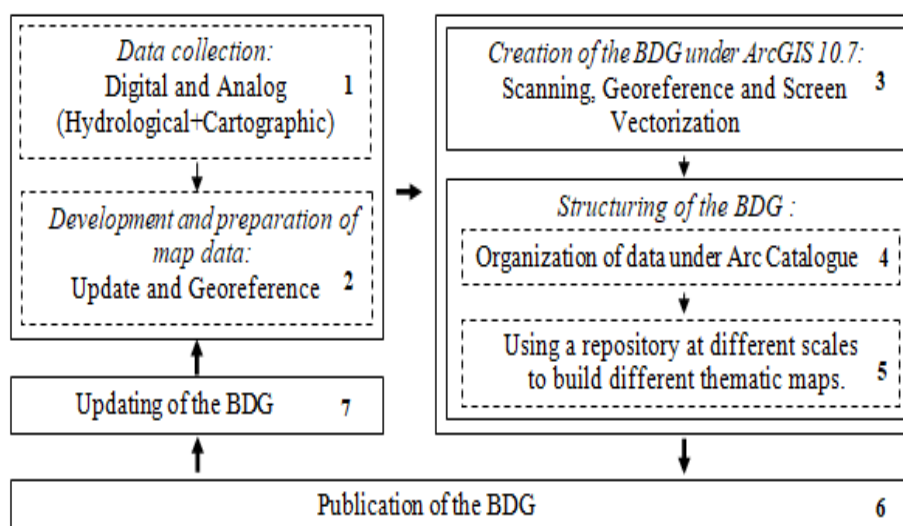 Data collection:
Digital and Analog 1
(Hydrological+Cartographic)
Development and preparation of
map data:
Update and Georeference 2
Creation of the BDG under ArcGIS 10.7:
Scanning, Georeference and Screen 3
Vectorization
Structuring of the BDG :
Organization of data under Arc Catalogue 4
Using a repository at different scales
to build different thematic maps. 5
Publication of the BDG 6
Updating of the BDG 7